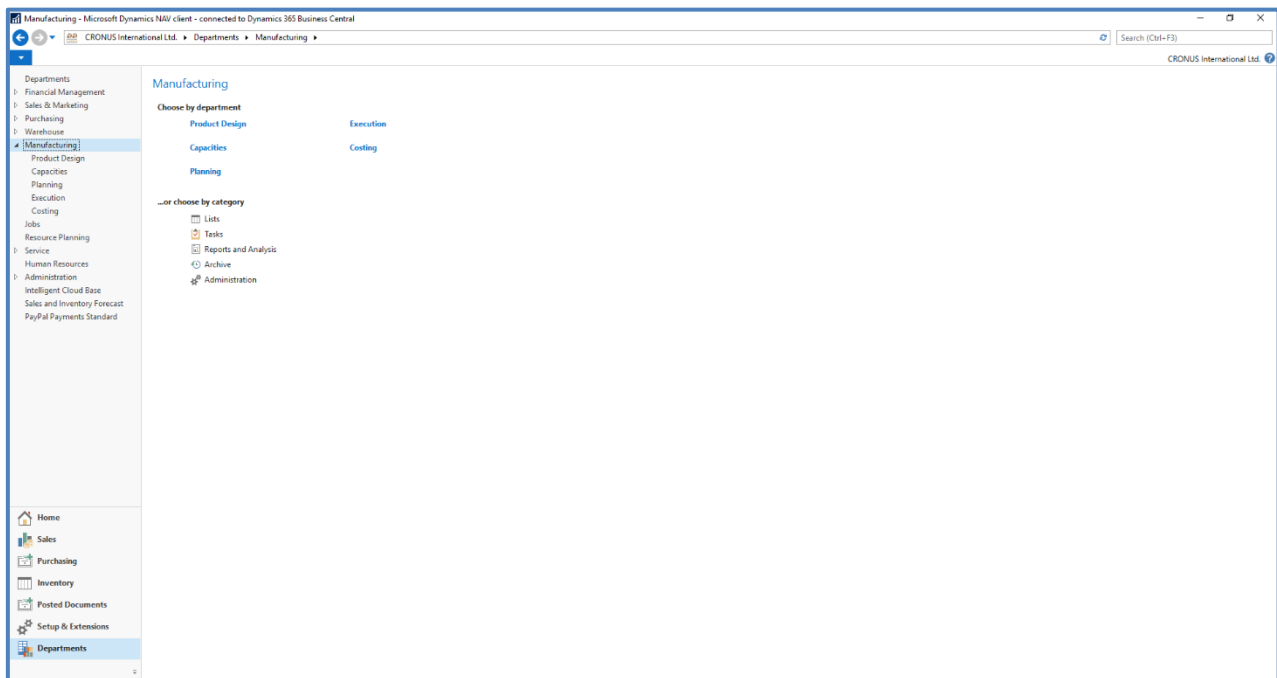 Manufacturing - Microsoft Dynamics NAV client - connected to Dynamics 365 Business Central
CRONUS International Ltd. ▸ Departments ▸ Manufacturing ▸
Search (Ctrl+F3)
CRONUS International Ltd.
Departments
Financial Management
Sales & Marketing
Purchasing
Warehouse
Manufacturing
Product Design
Capacities
Planning
Execution
Costing
Jobs
Resource Planning
Service
Human Resources
Administration
Intelligent Cloud Base
Sales and Inventory Forecast
PayPal Payments Standard
Home
Sales
Purchasing
Inventory
Posted Documents
Setup & Extensions
Departments
Manufacturing
Choose by department
Product Design Execution
Capacities Costing
Planning
...or choose by category
Lists
Tasks
Reports and Analysis
Archive
Administration